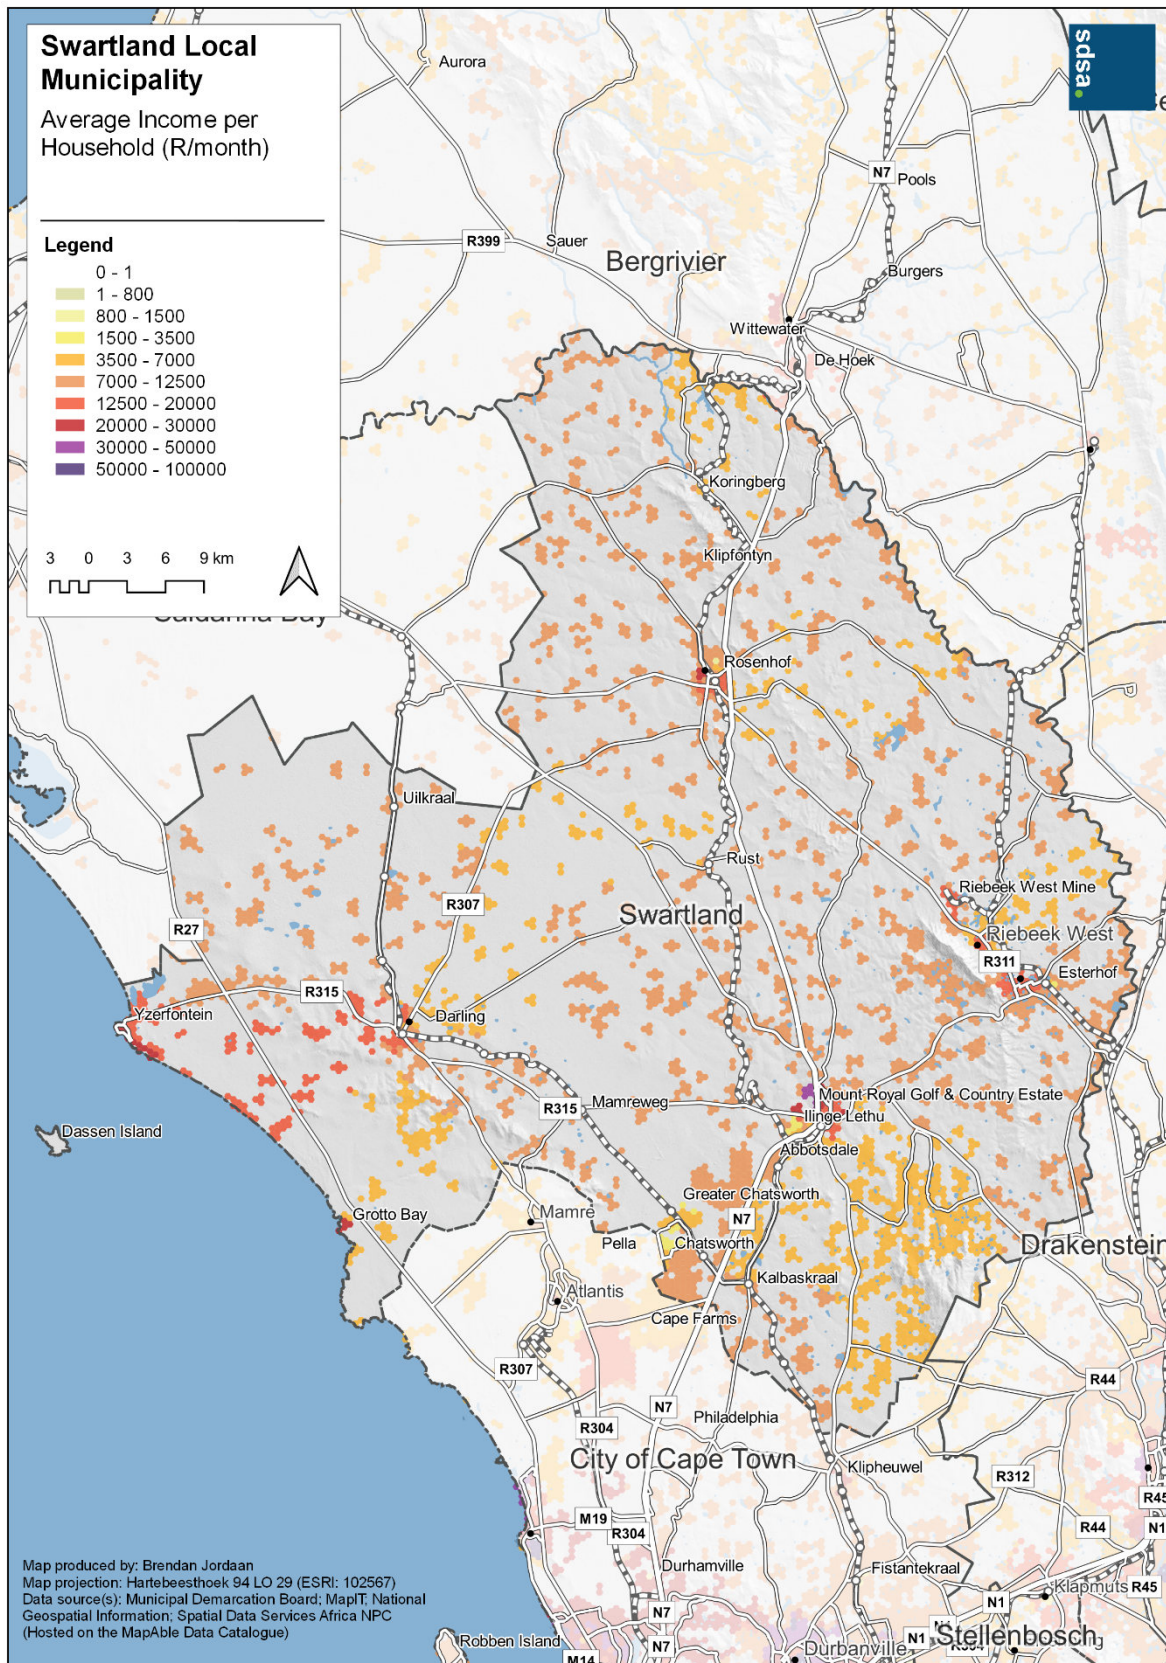 Swartland Local
Municipality
Average Income per
Household (R/month)
Legend
0 - 1
1 - 800
800 - 1500
1500 - 3500
3500 - 7000
7000 - 12500
12500 - 20000
20000 - 30000
30000 - 50000
50000 - 100000
3 0 3 6 9 km
sdsa
Aurora
N7
Pools
R399
Sauer
Bergrivier
Burgers
Wittewater
De Hoek
Koringberg
Klipfontyn
Rosenhof
Uilkraal
Rust
R307
Riebeek West Mine
Swartland
R27
Riebeek West
R311
Esterhof
R315
Yzerfontein
Darling
Mount Royal Golf & Country Estate
R315
Mamreweg
Ilinge Lethu
Dassen Island
Abbotsdale
Greater Chatsworth
Grotto Bay
Mamre
N7
Pella
Chatsworth
Drakenstein
Kalbaskraal
Atlantis
Cape Farms
R307
R44
N7
Philadelphia
R304
City of Cape Town
Klipheuwel
R312
R45
M19
R304
R44
N1
Durhamville
Fistantekraal
Klapmuts
R45
N1
N7
Robben Island
N7
Durbanville
N1
Stellenbosch
M14
Map produced by: Brendan Jordaan
Map projection: Hartebeesthoek 94 LO 29 (ESRI: 102567)
Data source(s): Municipal Demarcation Board; MapIT; National
Geospatial Information; Spatial Data Services Africa NPC
(Hosted on the MapAble Data Catalogue)